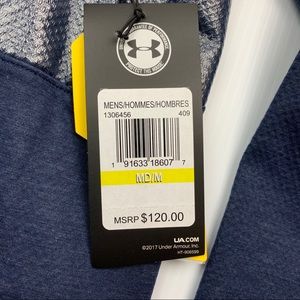 MENS/HOMMES/HOMBRES
1306456 409
1 91633 18607 7
MD/M
MSRP $120.00
UA.COM
©2017 Under Armour, Inc.